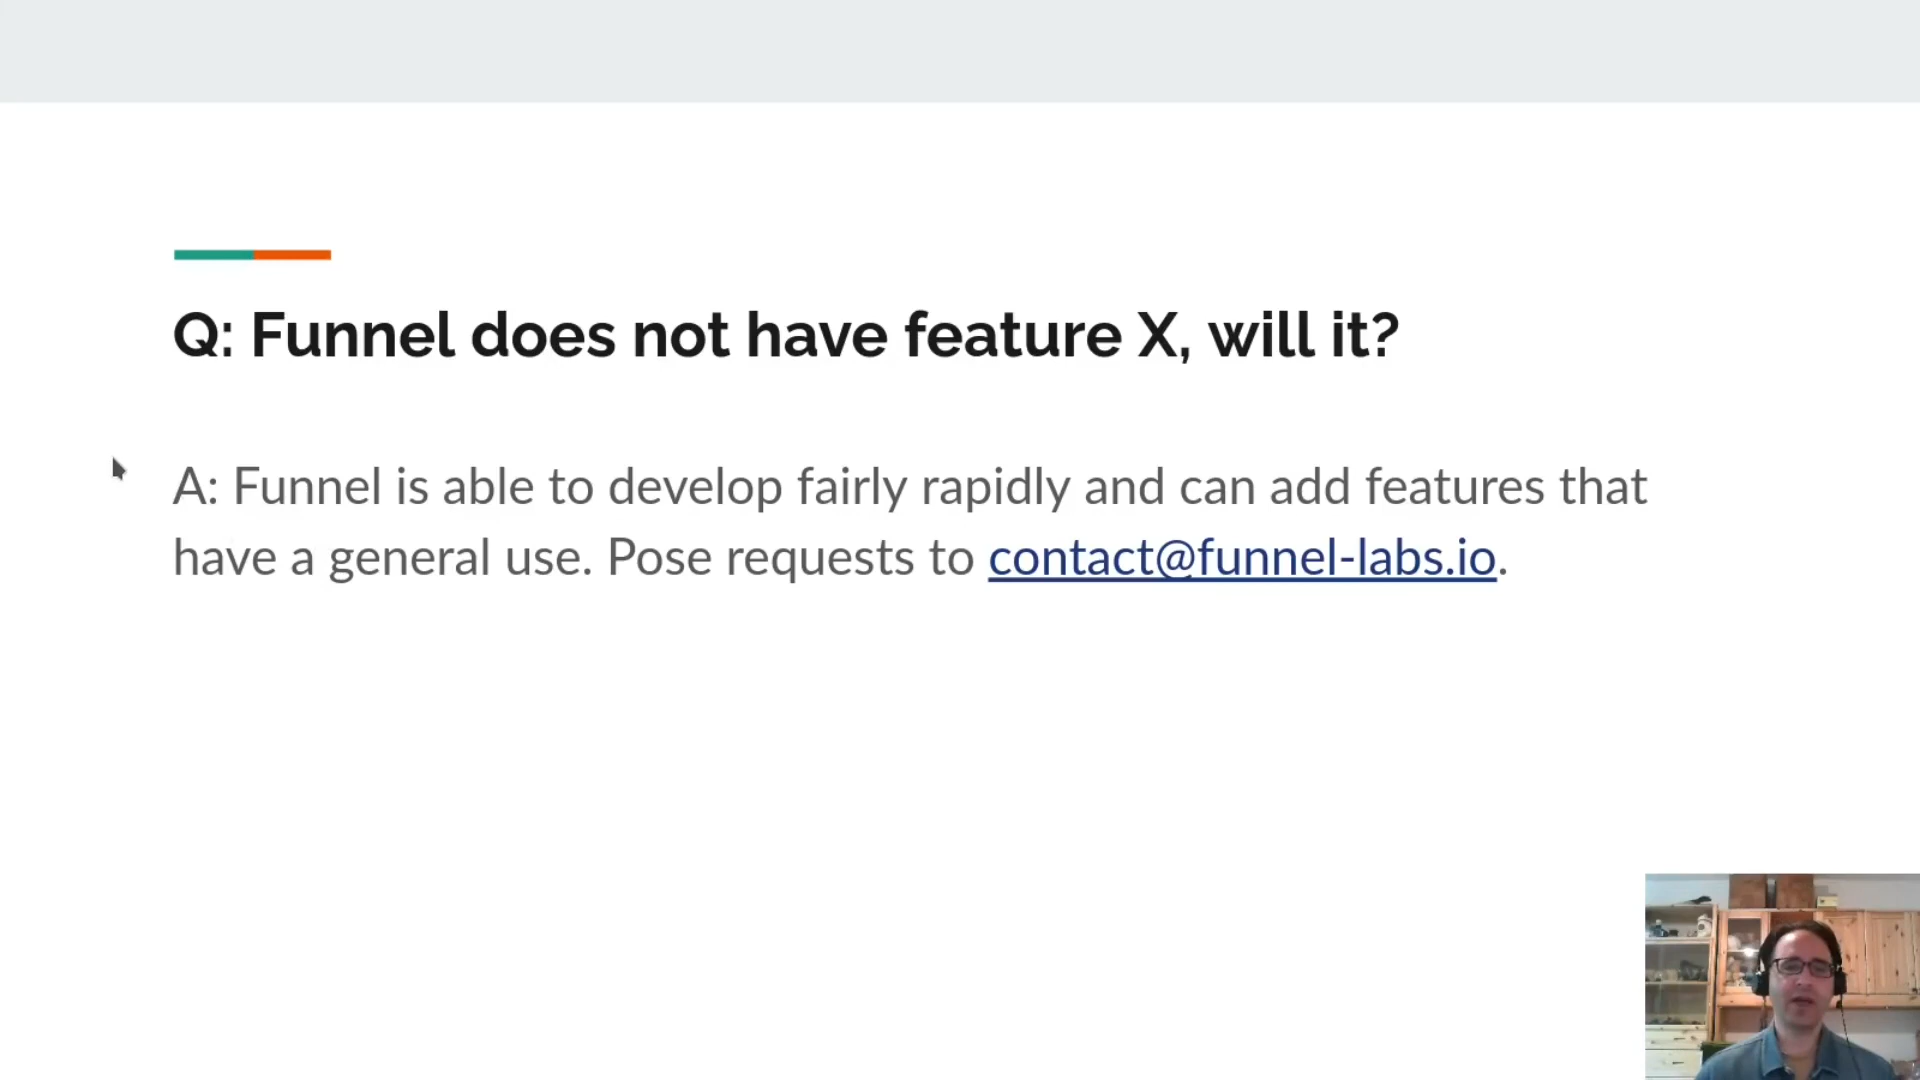 Q: Funnel does not have feature X, will it?
A: Funnel is able to develop fairly rapidly and can add features that
have a general use. Pose requests to contact@funnel-labs.io.